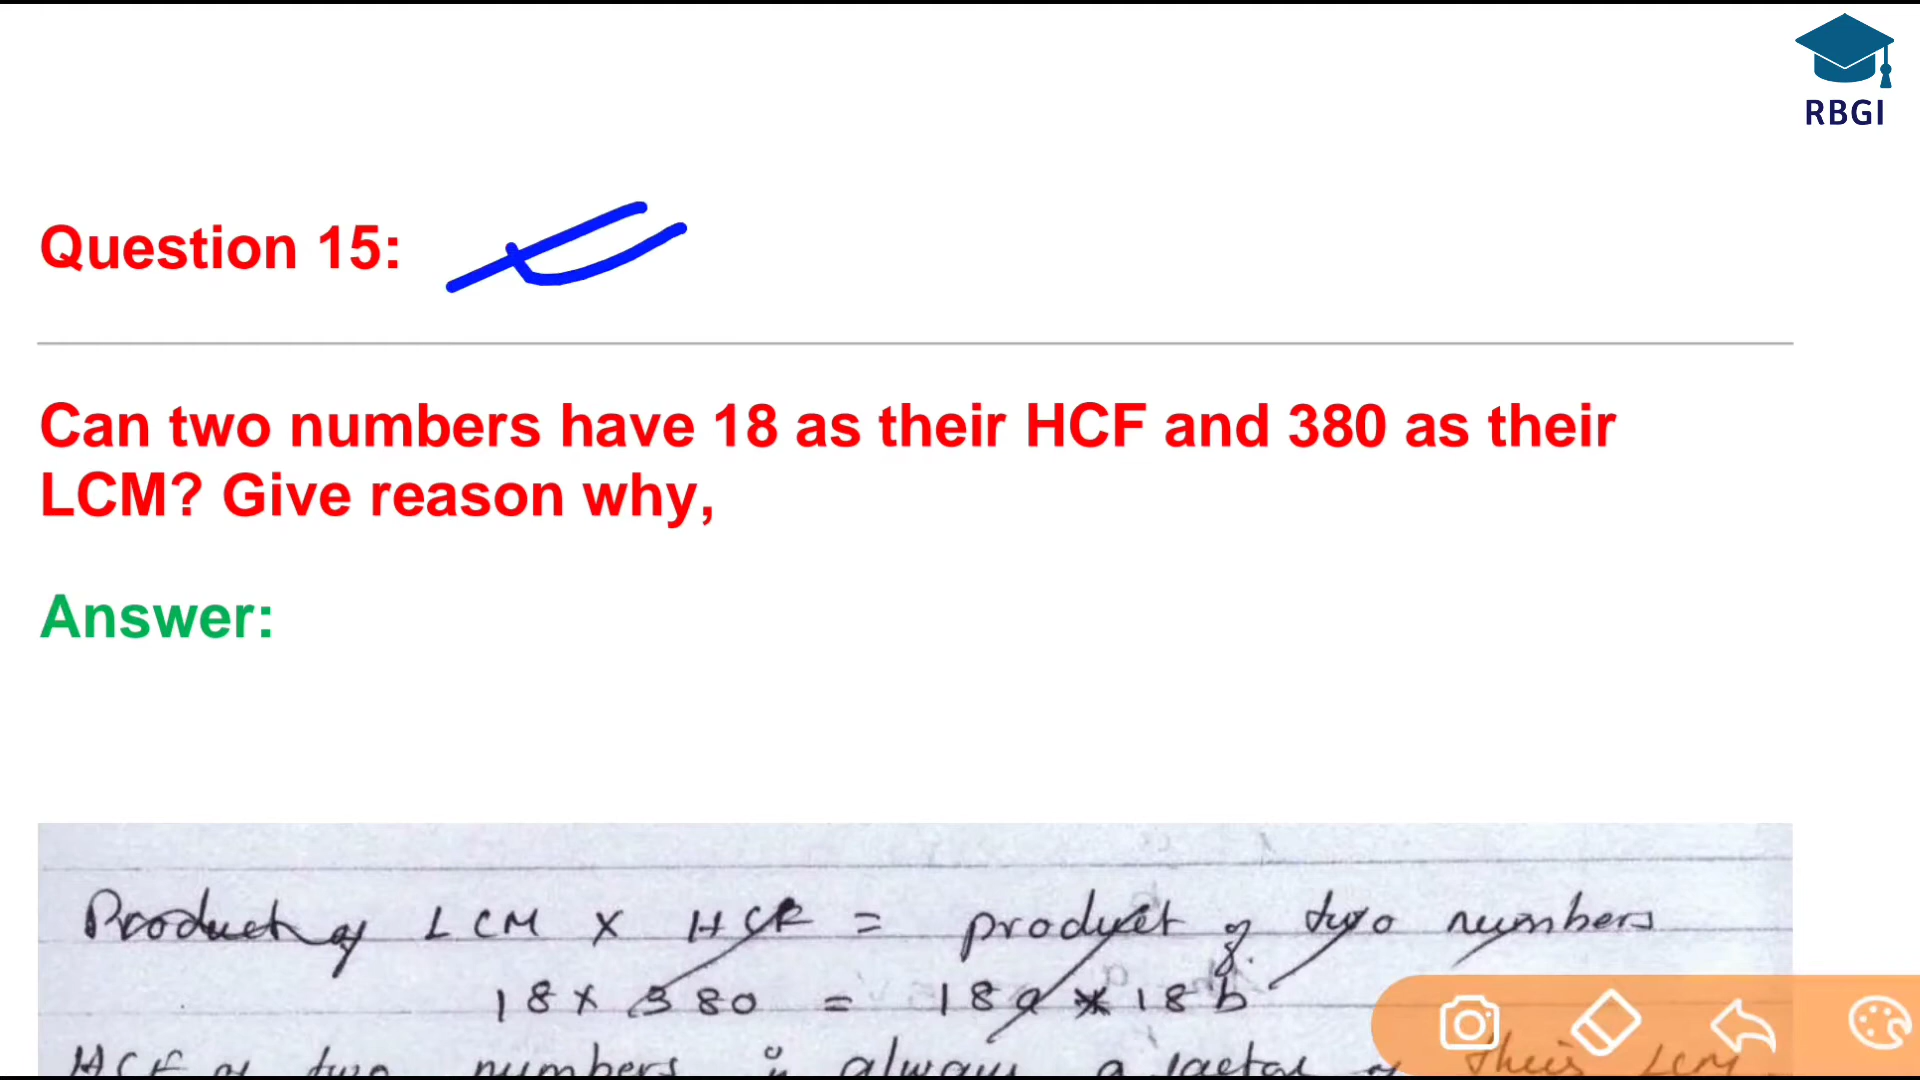 RBGI
Question 15:
Can two numbers have 18 as their HCF and 380 as their
LCM? Give reason why,
Answer:
Product of LCM x HCF = product of two numbers
18 x 380 = 18a x 18b
HCF of two numbers is always a factor of their LCM